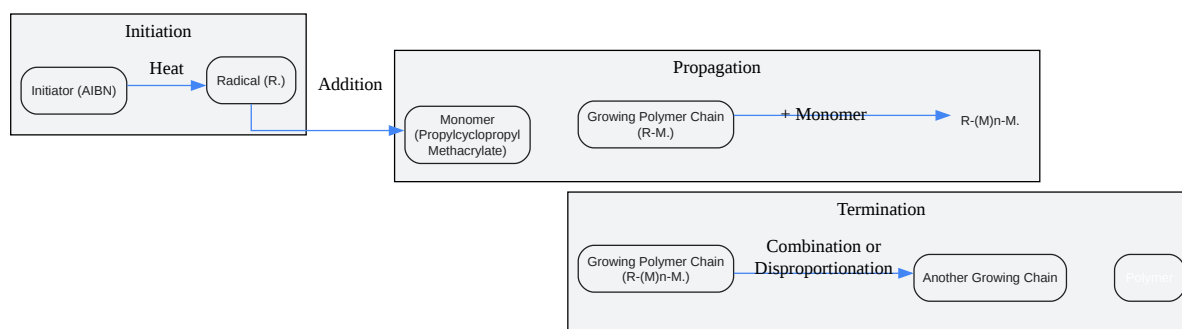 Initiation
Heat
Initiator (AIBN)
Radical (R.)
Addition
Propagation
Monomer
(Propylcyclopropyl
Methacrylate)
Growing Polymer Chain
(R-M.)
+ Monomer
R-(M)n-M.
Termination
Growing Polymer Chain
(R-(M)n-M.)
Combination or
Disproportionation
Another Growing Chain
Polymer